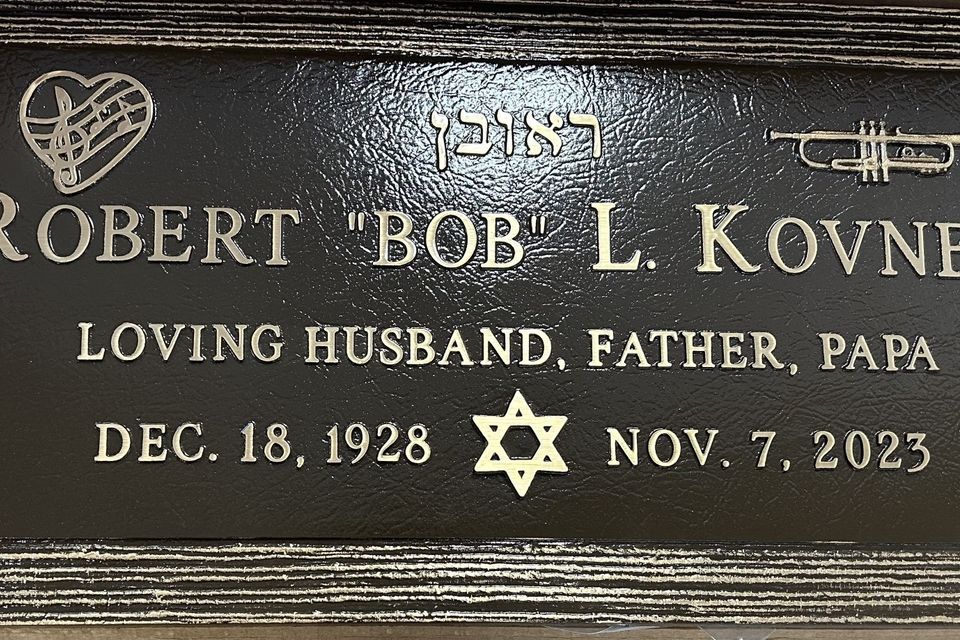 ראובן
ROBERT "BOB" L. KOVNE
LOVING HUSBAND, FATHER, PAPA
DEC. 18, 1928 NOV. 7, 2023